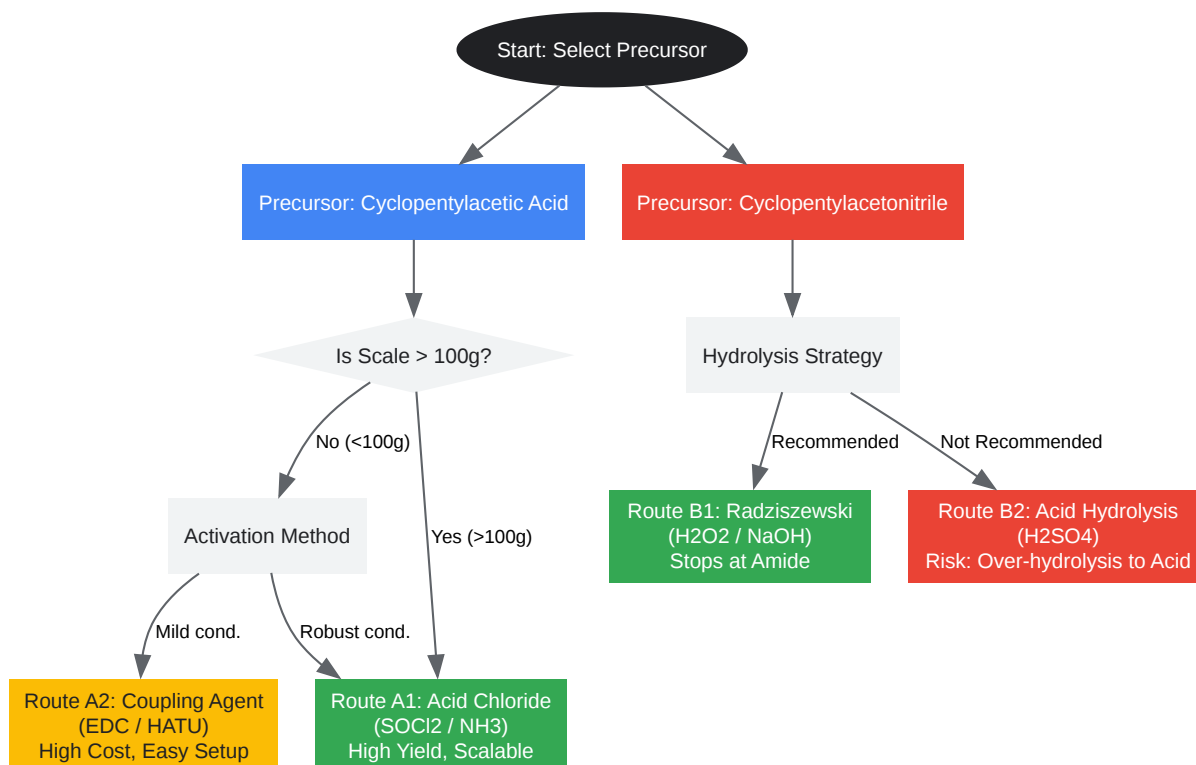 Start: Select Precursor
Precursor: Cyclopentylacetic Acid
Precursor: Cyclopentylacetonitrile
Is Scale > 100g?
Hydrolysis Strategy
No (<100g)
Recommended
Not Recommended
Activation Method
Yes (>100g)
Route B1: Radziszewski
(H2O2 / NaOH)
Stops at Amide
Route B2: Acid Hydrolysis
(H2SO4)
Risk: Over-hydrolysis to Acid
Mild cond.
Robust cond.
Route A2: Coupling Agent
(EDC / HATU)
High Cost, Easy Setup
Route A1: Acid Chloride
(SOCl2 / NH3)
High Yield, Scalable